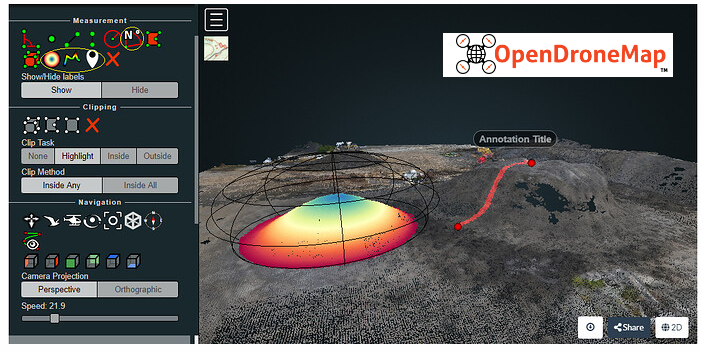 Measurement
N°
Show/Hide labels
Show Hide
Clipping
Clip Task
None Highlight Inside Outside
Clip Method
Inside Any Inside All
Navigation
Camera Projection
Perspective Orthographic
Speed: 21.9
OpenDroneMap™
Annotation Title
Share
2D